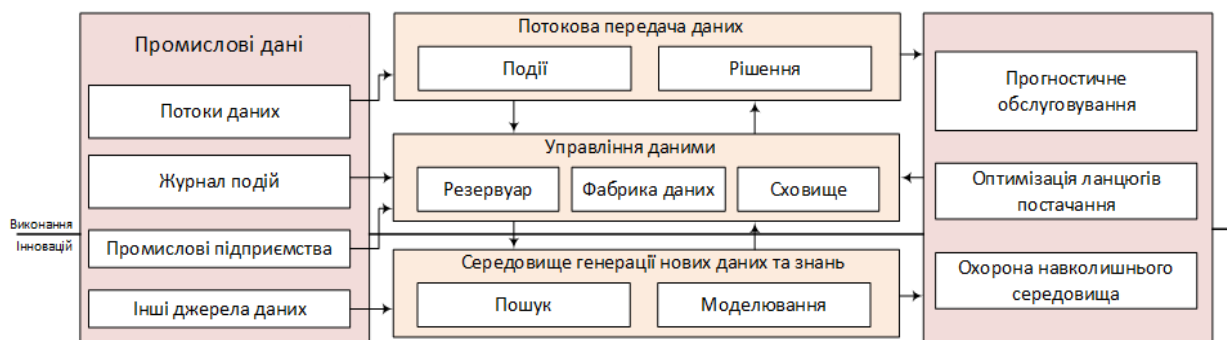 Промислові дані
Потоки даних
Журнал подій
Виконання
Інновацій
Промислові підприємства
Інші джерела даних
Потокова передача даних
Події
Рішення
Управління даними
Резервуар
Фабрика даних
Сховище
Середовище генерації нових даних та знань
Пошук
Моделювання
Прогностичне
обслуговування
Оптимізація ланцюгів
постачання
Охорона навколишнього
середовища